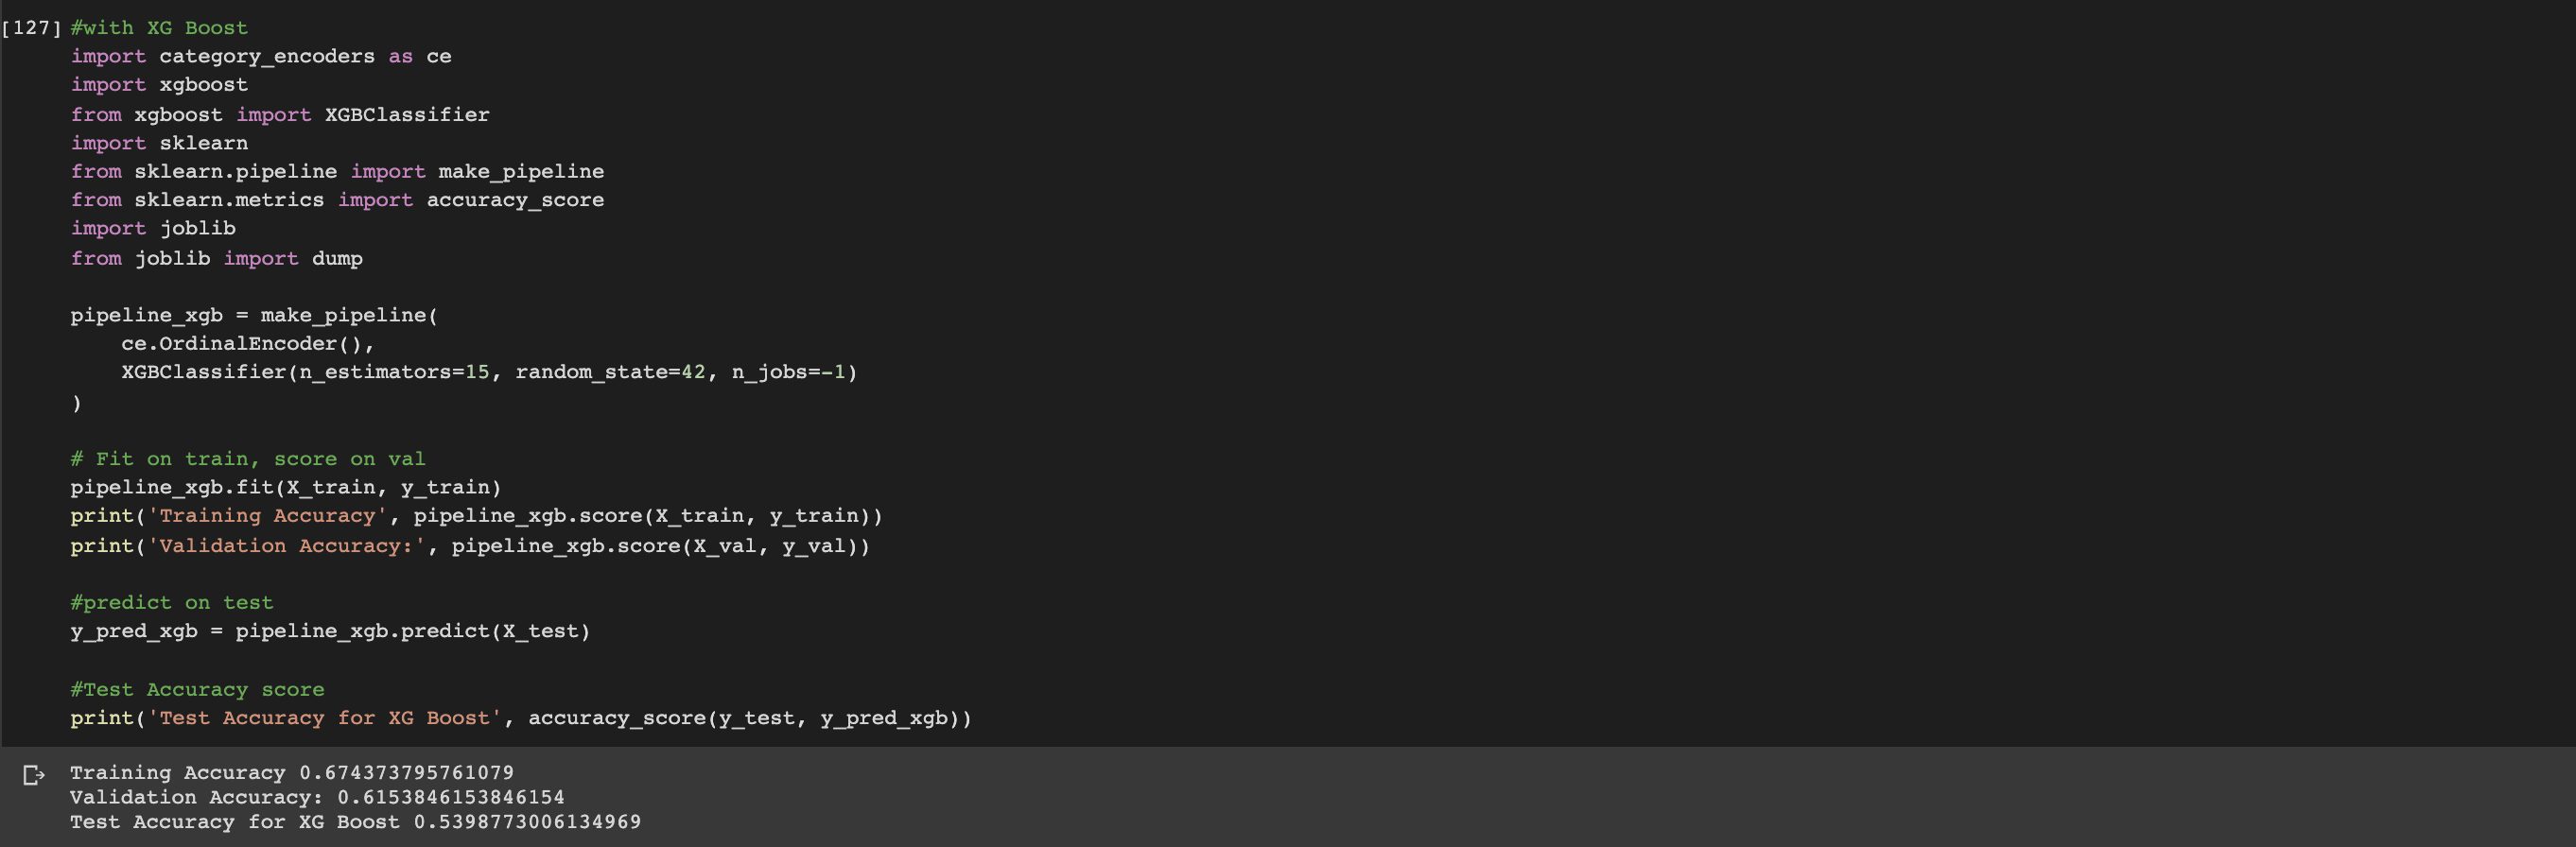 [127] #with XG Boost
import category_encoders as ce
import xgboost
from xgboost import XGBClassifier
import sklearn
from sklearn.pipeline import make_pipeline
from sklearn.metrics import accuracy_score
import joblib
from joblib import dump

pipeline_xgb = make_pipeline(
    ce.OrdinalEncoder(),
    XGBClassifier(n_estimators=15, random_state=42, n_jobs=-1)
)

# Fit on train, score on val
pipeline_xgb.fit(X_train, y_train)
print('Training Accuracy', pipeline_xgb.score(X_train, y_train))
print('Validation Accuracy:', pipeline_xgb.score(X_val, y_val))

#predict on test
y_pred_xgb = pipeline_xgb.predict(X_test)

#Test Accuracy score
print('Test Accuracy for XG Boost', accuracy_score(y_test, y_pred_xgb))

Training Accuracy 0.674373795761079
Validation Accuracy: 0.6153846153846154
Test Accuracy for XG Boost 0.5398773006134969